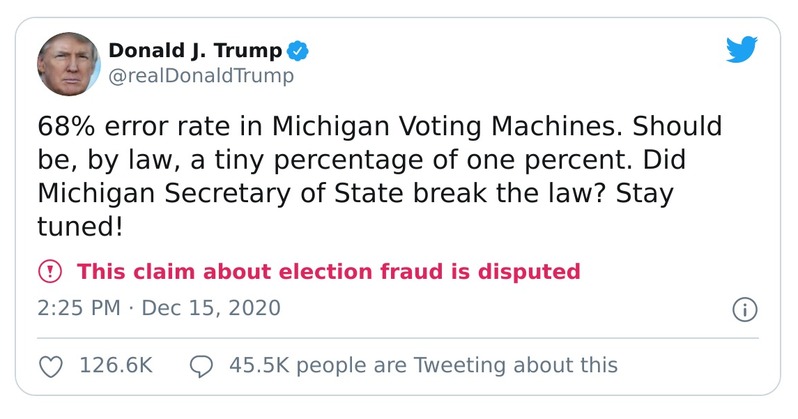 Donald J. Trump
@realDonaldTrump
68% error rate in Michigan Voting Machines. Should
be, by law, a tiny percentage of one percent. Did
Michigan Secretary of State break the law? Stay
tuned!
This claim about election fraud is disputed
2:25 PM · Dec 15, 2020
126.6K 45.5K people are Tweeting about this